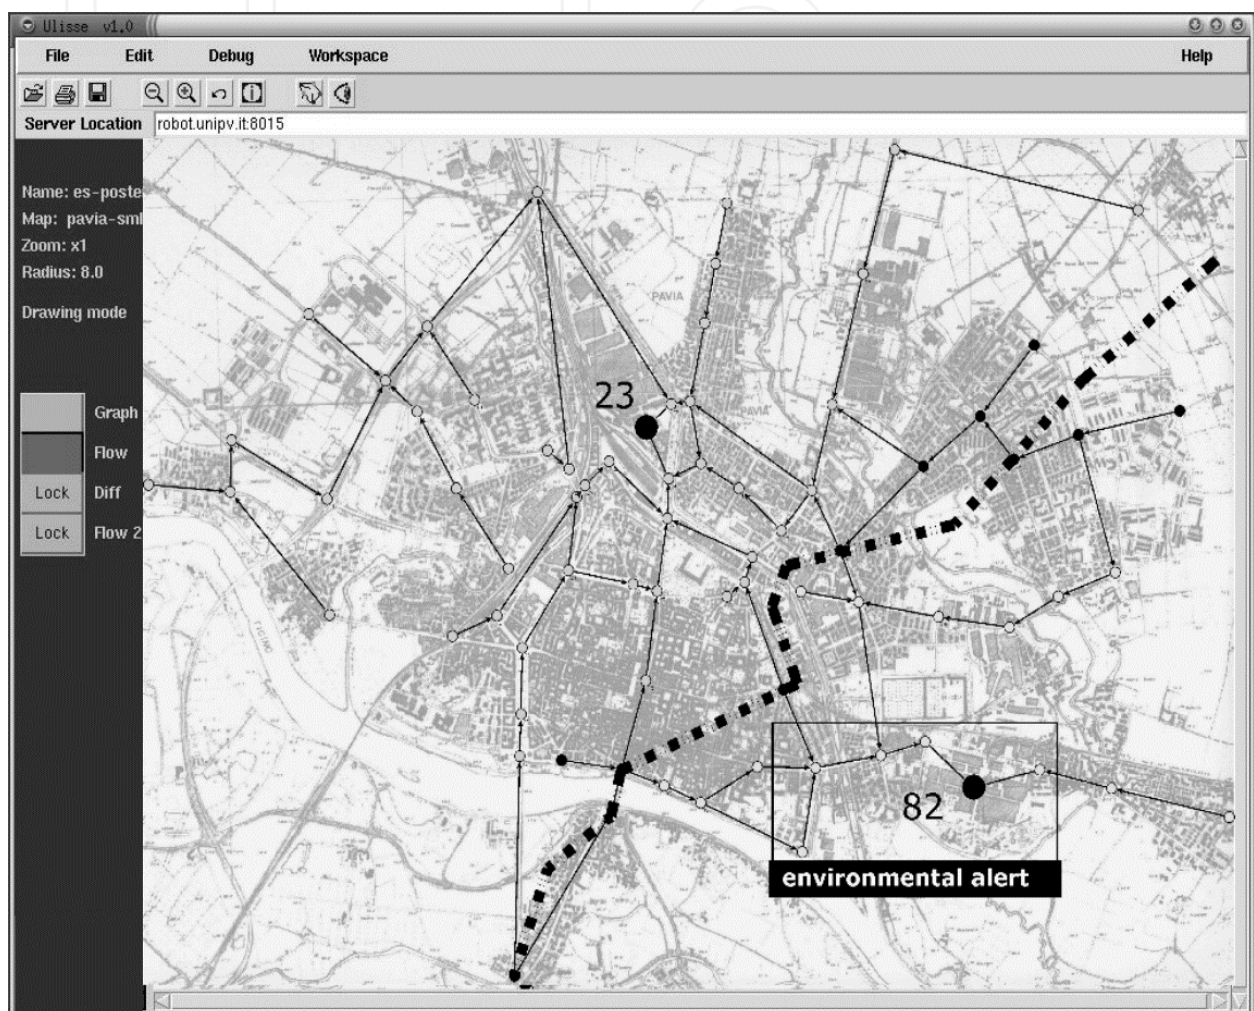 Ulisse v1.0
File Edit Debug Workspace Help
Server Location robot.unipv.it:8015
Name: es-poste
Map: pavia-sml
Zoom: x1
Radius: 8.0
Drawing mode
Graph
Flow
Lock Diff
Lock Flow 2
PAVIA
23
PAVIA
TICINO
82
environmental alert